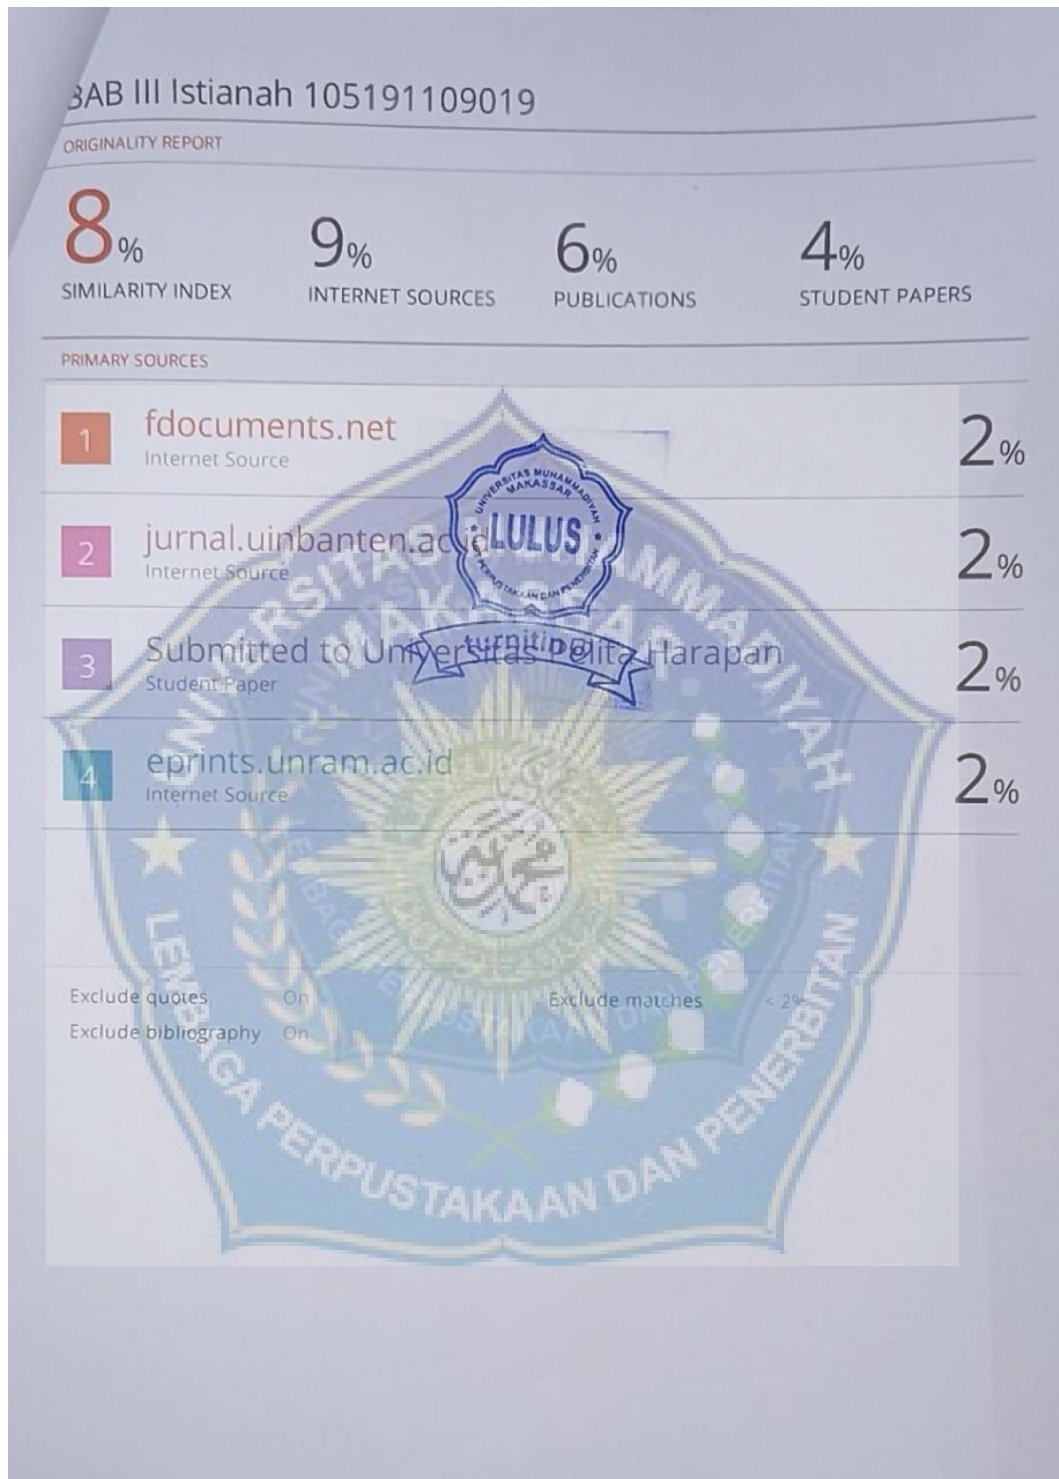 BAB III Istianah 105191109019
ORIGINALITY REPORT
8% 9% 6% 4%
SIMILARITY INDEX INTERNET SOURCES PUBLICATIONS STUDENT PAPERS
PRIMARY SOURCES
1 fdocuments.net 2%
Internet Source
2 jurnal.uinbanten.ac.id 2%
Internet Source
3 Submitted to Universitas Pelita Harapan 2%
Student Paper
4 eprints.unram.ac.id 2%
Internet Source
Exclude quotes On Exclude matches < 2%
Exclude bibliography On
UNIVERSITAS MUHAMMADIYAH
MAKASSAR
LULUS
PERPUSTAKAAN DAN PENERBITAN
turnitin
UNIVERSITAS MUHAMMADIYAH
MAKASSAR
LEMBAGA PERPUSTAKAAN DAN PENERBITAN